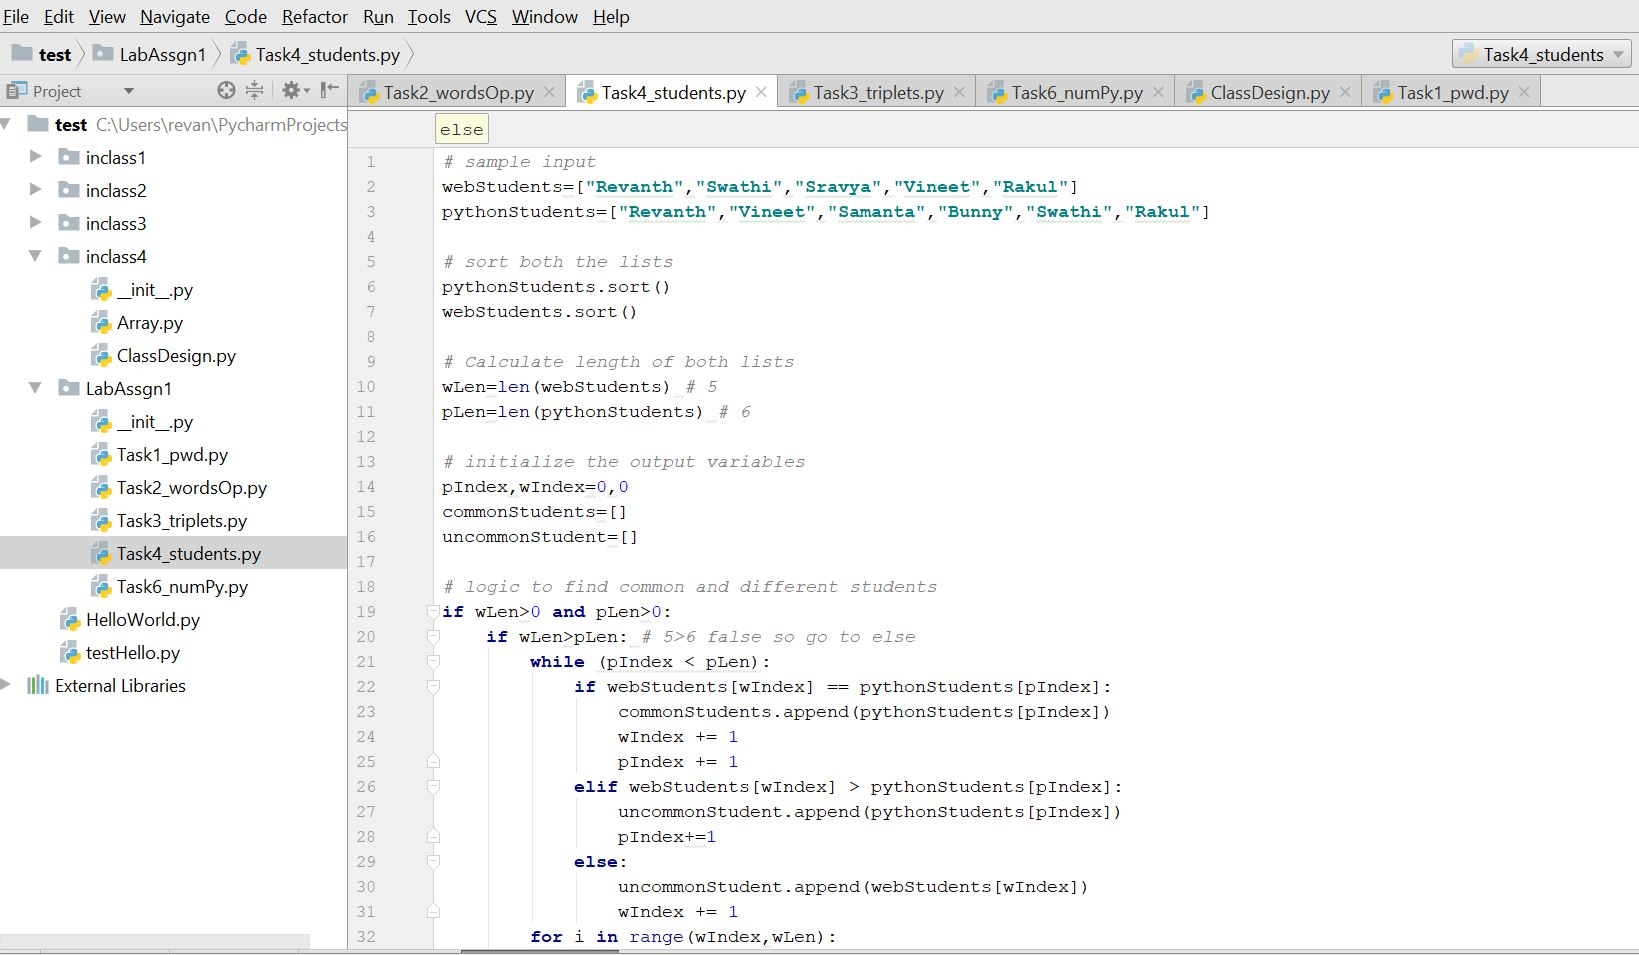 File Edit View Navigate Code Refactor Run Tools VCS Window Help
test LabAssgn1 Task4_students.py Task4_students
Project
Task2_wordsOp.py Task4_students.py Task3_triplets.py Task6_numPy.py ClassDesign.py Task1_pwd.py
test C:\Users\revan\PycharmProjects
inclass1
inclass2
inclass3
inclass4
__init__.py
Array.py
ClassDesign.py
LabAssgn1
__init__.py
Task1_pwd.py
Task2_wordsOp.py
Task3_triplets.py
Task4_students.py
Task6_numPy.py
HelloWorld.py
testHello.py
External Libraries
else
1 # sample input
2 webStudents=["Revanth","Swathi","Sravya","Vineet","Rakul"]
3 pythonStudents=["Revanth","Vineet","Samanta","Bunny","Swathi","Rakul"]
4
5 # sort both the lists
6 pythonStudents.sort()
7 webStudents.sort()
8
9 # Calculate length of both lists
10 wLen=len(webStudents) # 5
11 pLen=len(pythonStudents) # 6
12
13 # initialize the output variables
14 pIndex,wIndex=0,0
15 commonStudents=[]
16 uncommonStudent=[]
17
18 # logic to find common and different students
19 if wLen>0 and pLen>0:
20     if wLen>pLen: # 5>6 false so go to else
21         while (pIndex < pLen):
22             if webStudents[wIndex] == pythonStudents[pIndex]:
23                 commonStudents.append(pythonStudents[pIndex])
24                 wIndex += 1
25                 pIndex += 1
26             elif webStudents[wIndex] > pythonStudents[pIndex]:
27                 uncommonStudent.append(pythonStudents[pIndex])
28                 pIndex+=1
29             else:
30                 uncommonStudent.append(webStudents[wIndex])
31                 wIndex += 1
32         for i in range(wIndex,wLen):